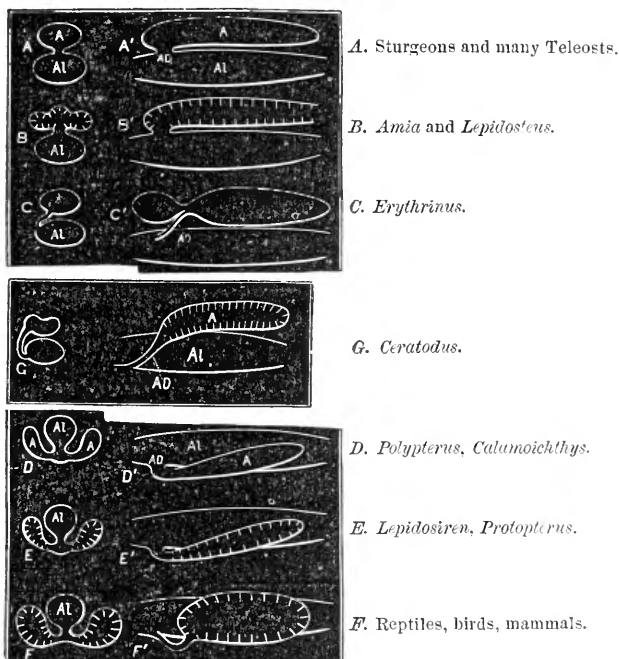 A A A' A AD Al A. Sturgeons and many Teleosts.
Al
B B' B. Amia and Lepidosteus.
Al
C C' AD C. Erythrinus.
Al
A G. Ceratodus.
Al
G AD
A Al A AD Al D. Polypterus, Calamoichthys.
D D' A
Al E. Lepidosiren, Protopterus.
E E'
Al F. Reptiles, birds, mammals.
F F'